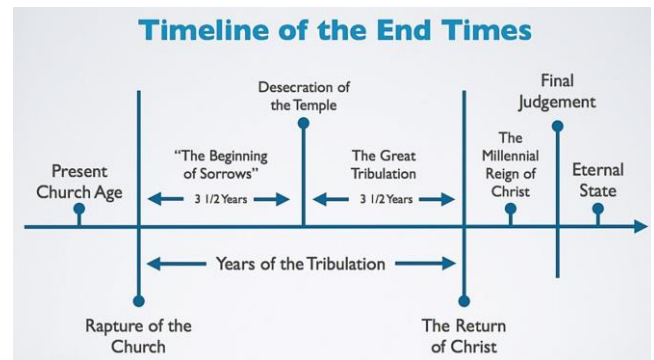 Timeline of the End Times
Desecration of
the Temple
Final
Judgement
Present
Church Age
"The Beginning
of Sorrows"
3 1/2 Years
The Great
Tribulation
3 1/2 Years
The
Millennial
Reign of
Christ
Eternal
State
Years of the Tribulation
Rapture of the
Church
The Return
of Christ